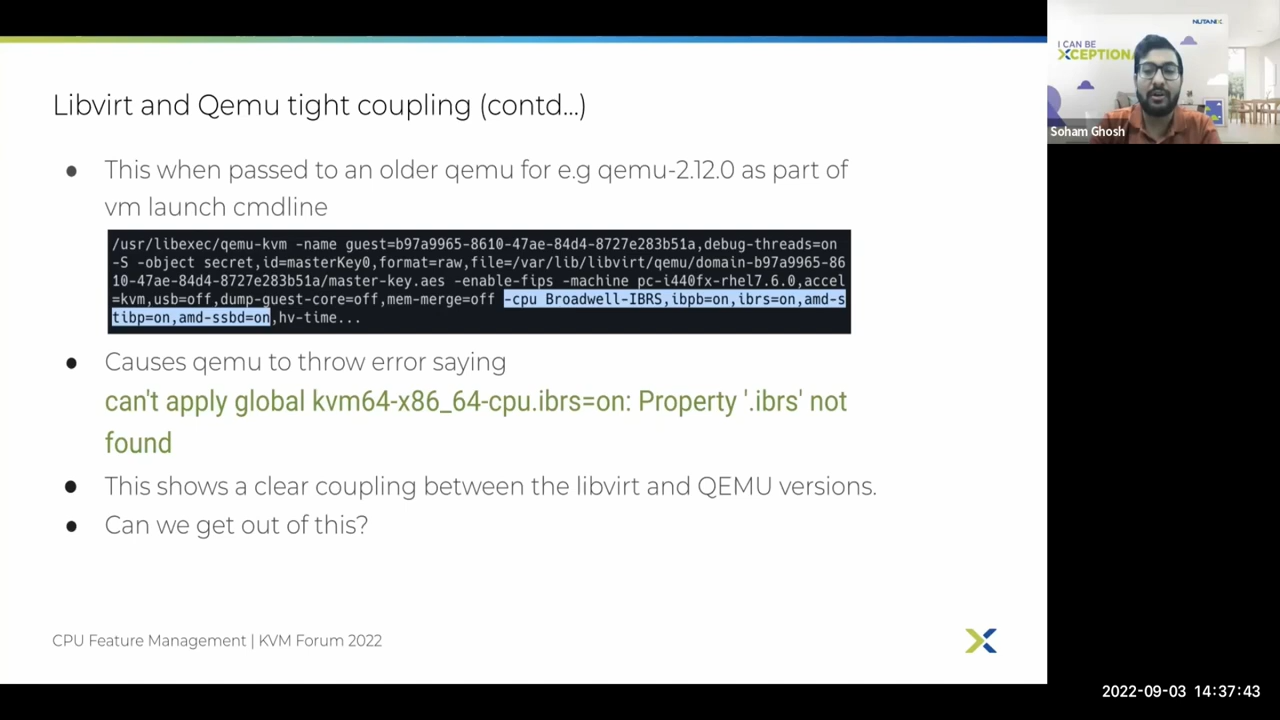 NUTANIX
I CAN BE
XCEPTIONA
Soham Ghosh
Libvirt and Qemu tight coupling (contd...)
● This when passed to an older qemu for e.g qemu-2.12.0 as part of
vm launch cmdline
/usr/libexec/qemu-kvm -name guest=b97a9965-8610-47ae-84d4-8727e283b51a,debug-threads=on
-S -object secret,id=masterKey0,format=raw,file=/var/lib/libvirt/qemu/domain-b97a9965-86
10-47ae-84d4-8727e283b51a/master-key.aes -enable-fips -machine pc-i440fx-rhel7.6.0,accel
=kvm,usb=off,dump-guest-core=off,mem-merge=off -cpu Broadwell-IBRS,ibpb=on,ibrs=on,amd-s
tibp=on,amd-ssbd=on,hv-time...
● Causes qemu to throw error saying
can't apply global kvm64-x86_64-cpu.ibrs=on: Property '.ibrs' not
found
● This shows a clear coupling between the libvirt and QEMU versions.
● Can we get out of this?
CPU Feature Management | KVM Forum 2022
2022-09-03 14:37:43